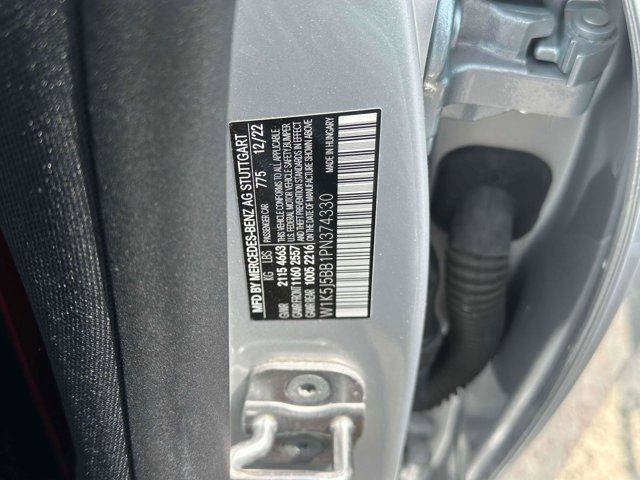 MFD BY MERCEDES-BENZ AG STUTTGART
PASSENGER CAR 775 12/22
KG LBS
GVWR 2115 4663
GAWR FRONT 1160 2557
GAWR REAR 1005 2216
THIS VEHICLE CONFORMS TO ALL APPLICABLE
U.S. FEDERAL MOTOR VEHICLE SAFETY, BUMPER
AND THEFT PREVENTION STANDARDS IN EFFECT
ON THE DATE OF MANUFACTURE SHOWN ABOVE
MADE IN HUNGARY
W1K5J5BB1PN374330